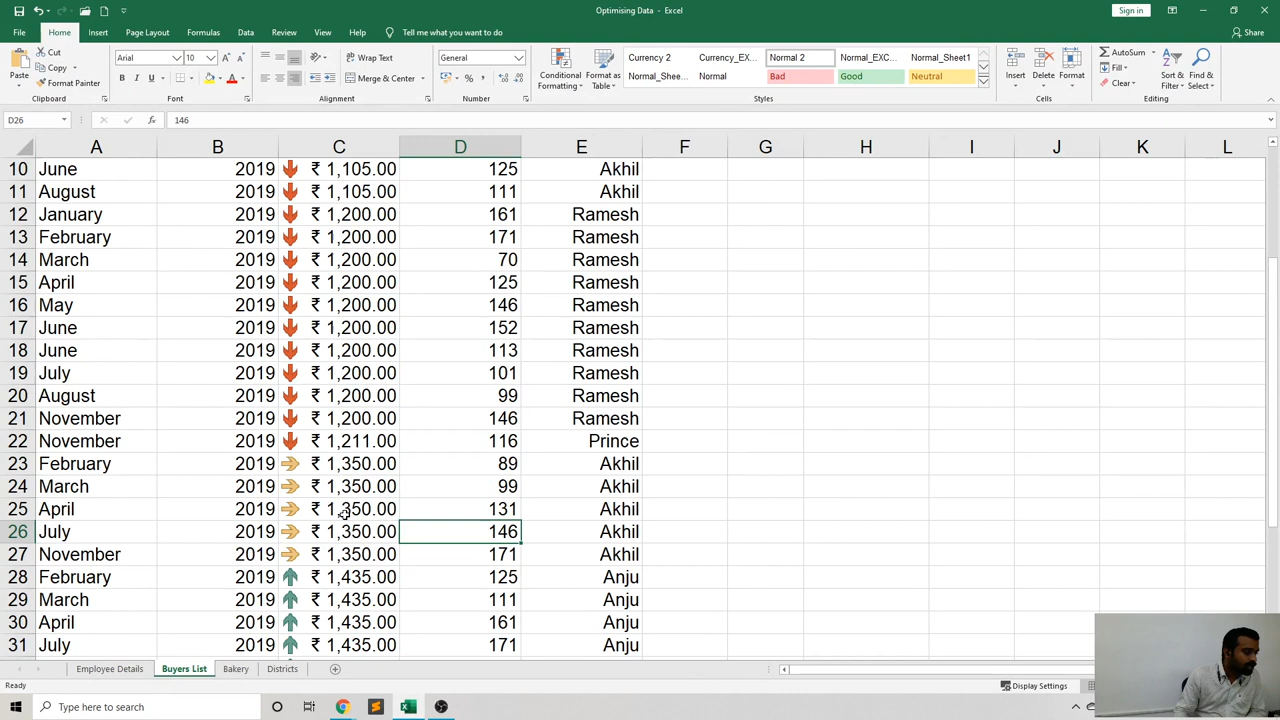 Optimising Data - Excel
Sign in
File Home Insert Page Layout Formulas Data Review View Help Tell me what you want to do Share
Paste Cut Copy Format Painter
Arial 10 Wrap Text Merge & Center General
Conditional Formatting Format as Table
Currency 2 Currency_E... Normal 2 Normal_EXC... Normal_Sheet1
Normal_Shee... Normal Bad Good Neutral
Insert Delete Format
AutoSum Fill Clear Sort & Filter Find & Select
Clipboard Font Alignment Number Styles Cells Editing
D26 146
A B C D E F G H I J K L
10 June 2019 ₹ 1,105.00 125 Akhil
11 August 2019 ₹ 1,105.00 111 Akhil
12 January 2019 ₹ 1,200.00 161 Ramesh
13 February 2019 ₹ 1,200.00 171 Ramesh
14 March 2019 ₹ 1,200.00 70 Ramesh
15 April 2019 ₹ 1,200.00 125 Ramesh
16 May 2019 ₹ 1,200.00 146 Ramesh
17 June 2019 ₹ 1,200.00 152 Ramesh
18 June 2019 ₹ 1,200.00 113 Ramesh
19 July 2019 ₹ 1,200.00 101 Ramesh
20 August 2019 ₹ 1,200.00 99 Ramesh
21 November 2019 ₹ 1,200.00 146 Ramesh
22 November 2019 ₹ 1,211.00 116 Prince
23 February 2019 ₹ 1,350.00 89 Akhil
24 March 2019 ₹ 1,350.00 99 Akhil
25 April 2019 ₹ 1,350.00 131 Akhil
26 July 2019 ₹ 1,350.00 146 Akhil
27 November 2019 ₹ 1,350.00 171 Akhil
28 February 2019 ₹ 1,435.00 125 Anju
29 March 2019 ₹ 1,435.00 111 Anju
30 April 2019 ₹ 1,435.00 161 Anju
31 July 2019 ₹ 1,435.00 171 Anju
Employee Details Buyers List Bakery Districts
Ready Display Settings
Type here to search